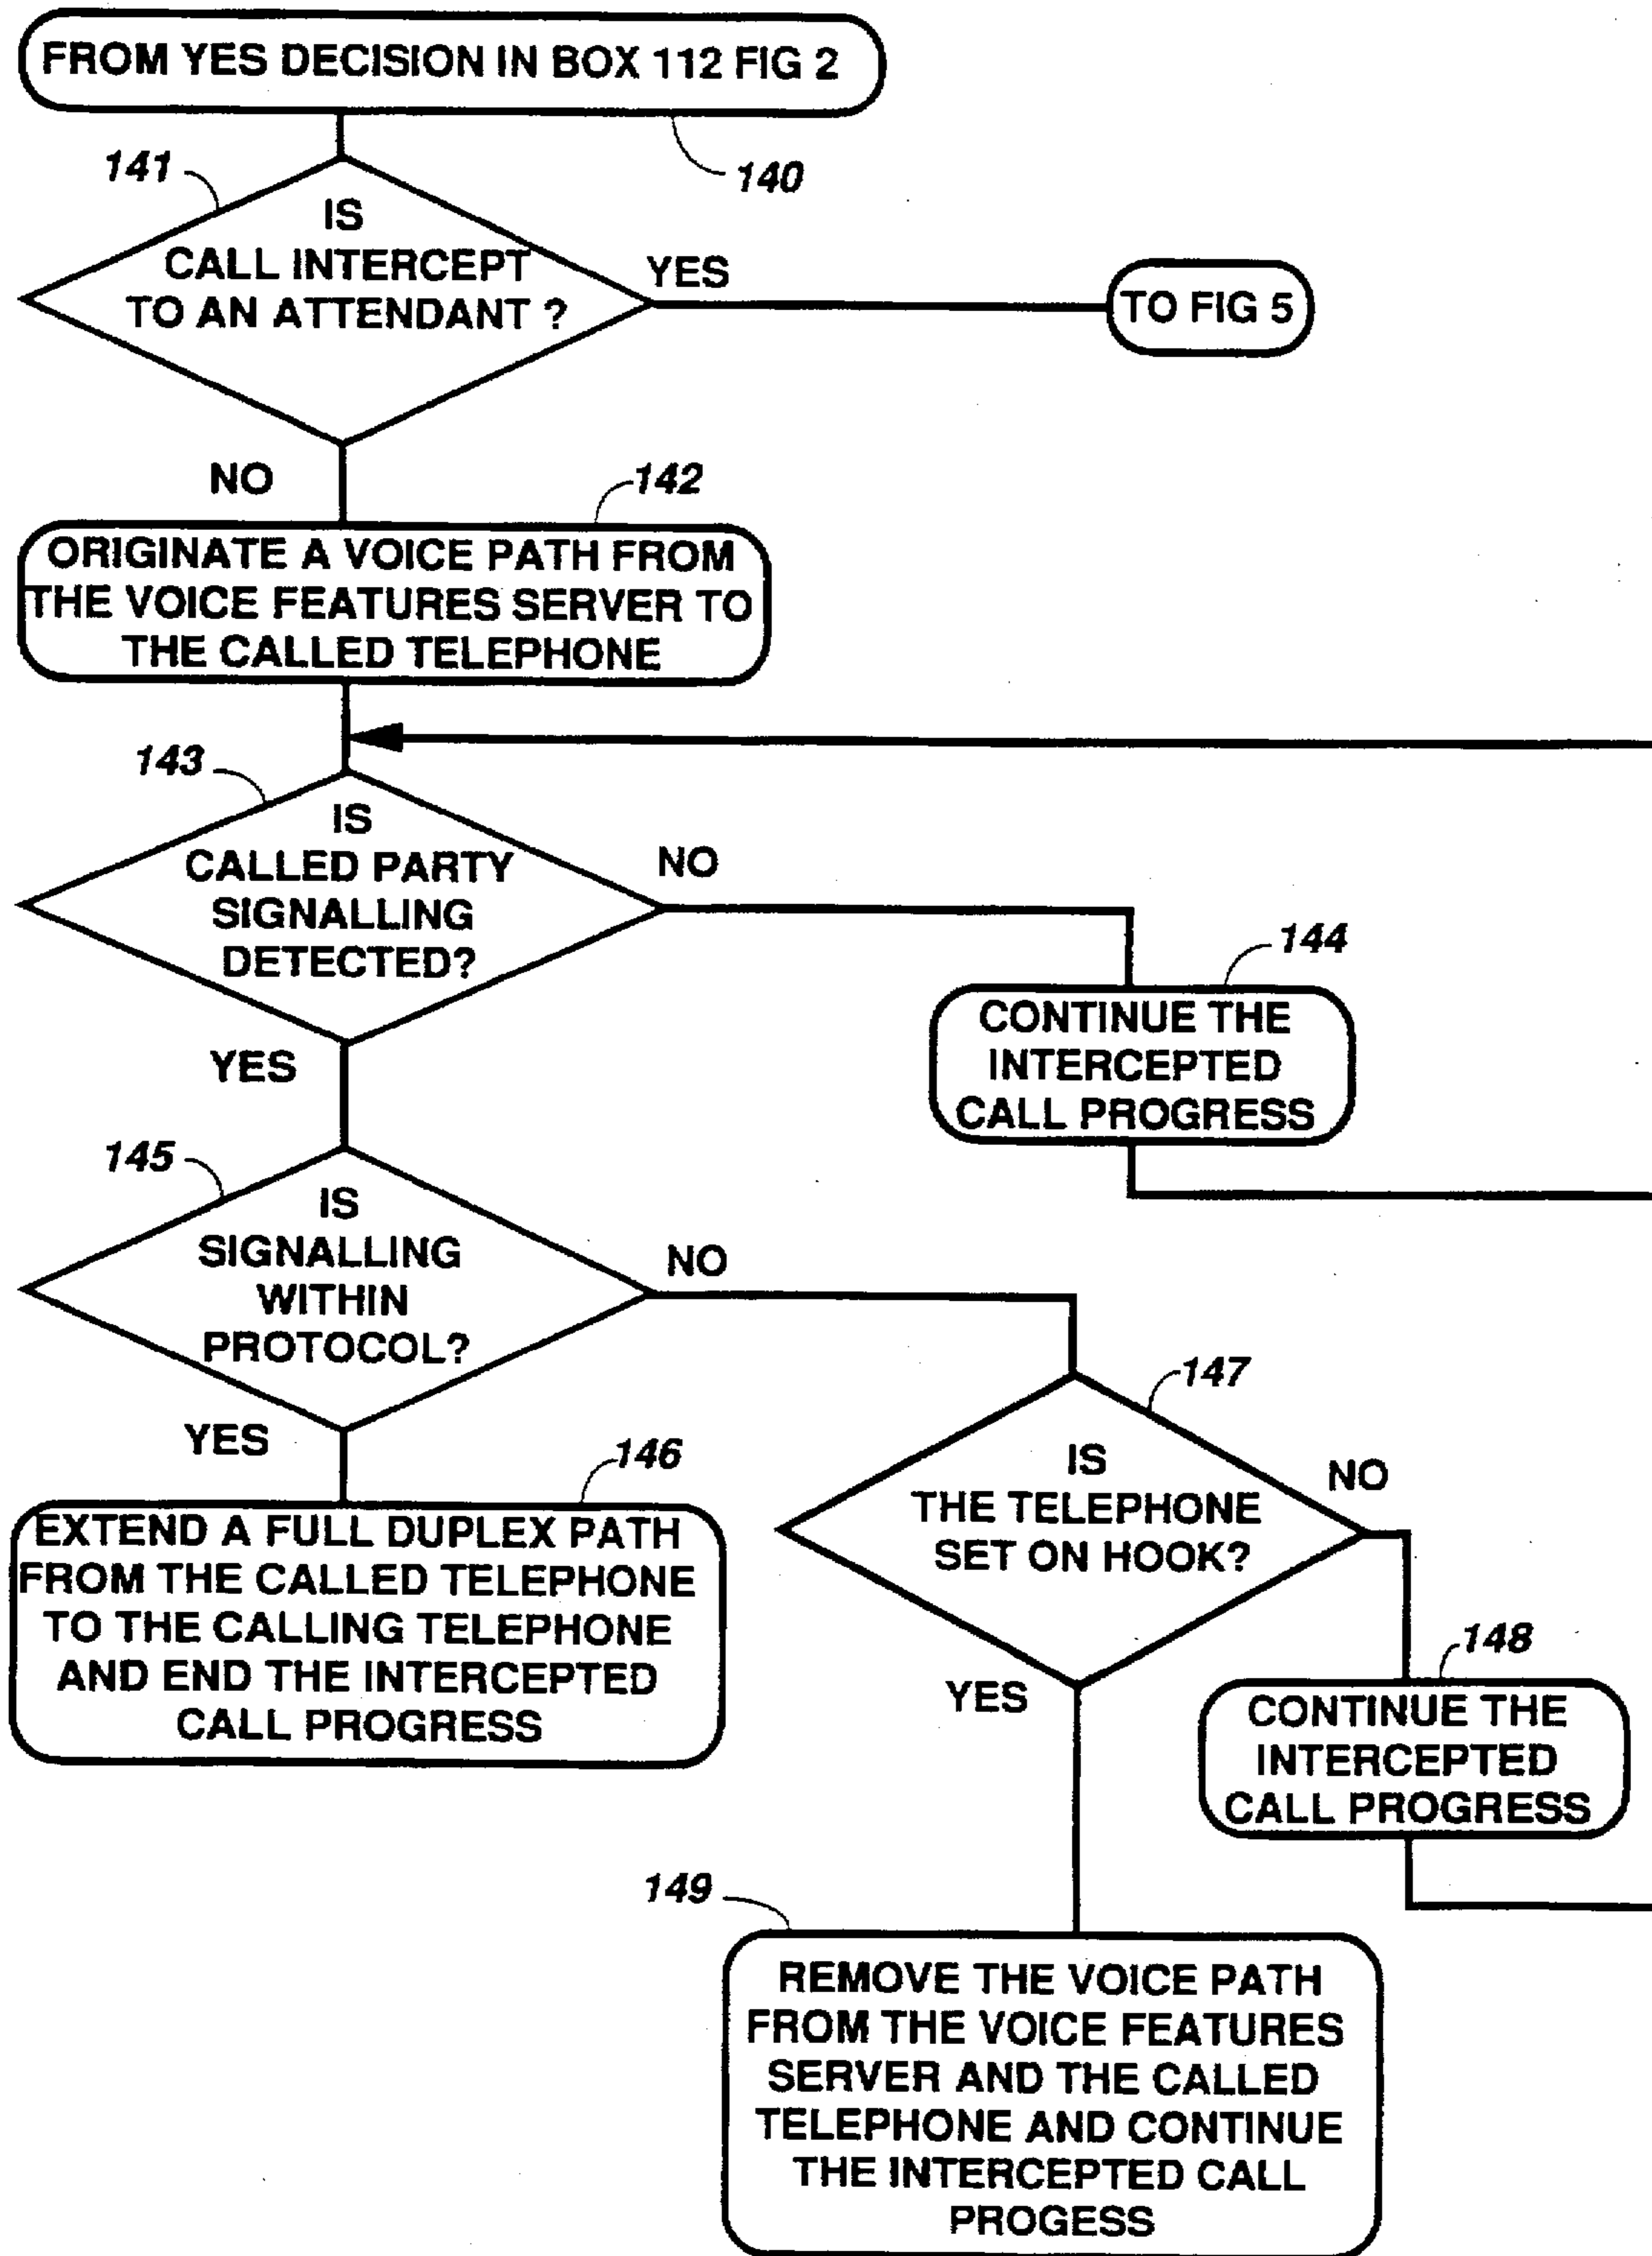 FROM YES DECISION IN BOX 112 FIG 2
140
141
IS
CALL INTERCEPT
TO AN ATTENDANT ?
YES
TO FIG 5
NO
142
ORIGINATE A VOICE PATH FROM
THE VOICE FEATURES SERVER TO
THE CALLED TELEPHONE
143
IS
CALLED PARTY
SIGNALLING
DETECTED?
NO
144
CONTINUE THE
INTERCEPTED
CALL PROGRESS
YES
145
IS
SIGNALLING
WITHIN
PROTOCOL?
NO
YES
146
EXTEND A FULL DUPLEX PATH
FROM THE CALLED TELEPHONE
TO THE CALLING TELEPHONE
AND END THE INTERCEPTED
CALL PROGRESS
147
IS
THE TELEPHONE
SET ON HOOK?
NO
148
CONTINUE THE
INTERCEPTED
CALL PROGRESS
YES
149
REMOVE THE VOICE PATH
FROM THE VOICE FEATURES
SERVER AND THE CALLED
TELEPHONE AND CONTINUE
THE INTERCEPTED CALL
PROGESS